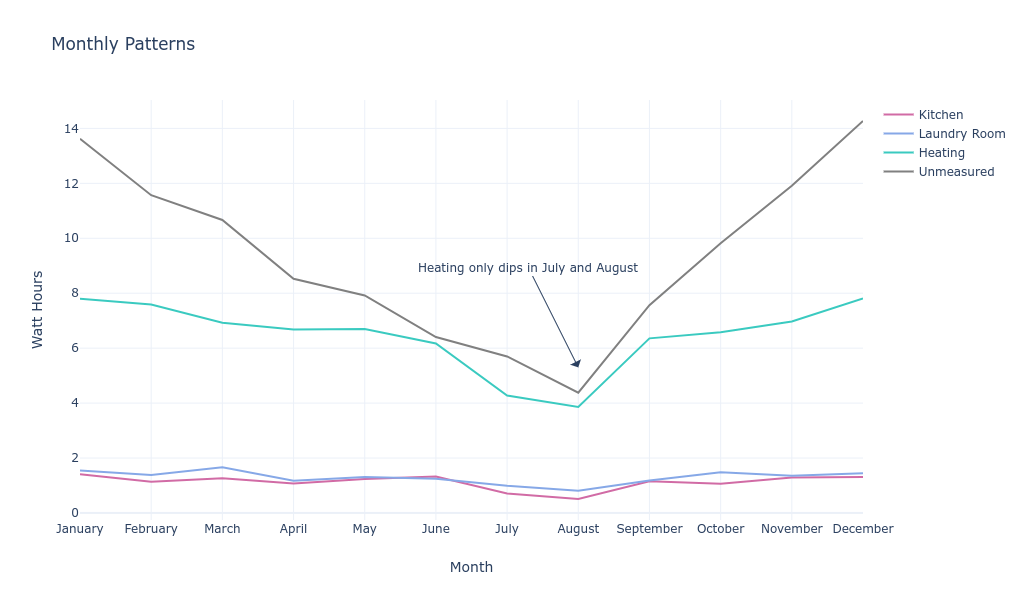 Monthly Patterns
Kitchen
Laundry Room
Heating
Unmeasured
14
12
10
8
6
4
2
0
Watt Hours
Heating only dips in July and August
January February March April May June July August September October November December
Month